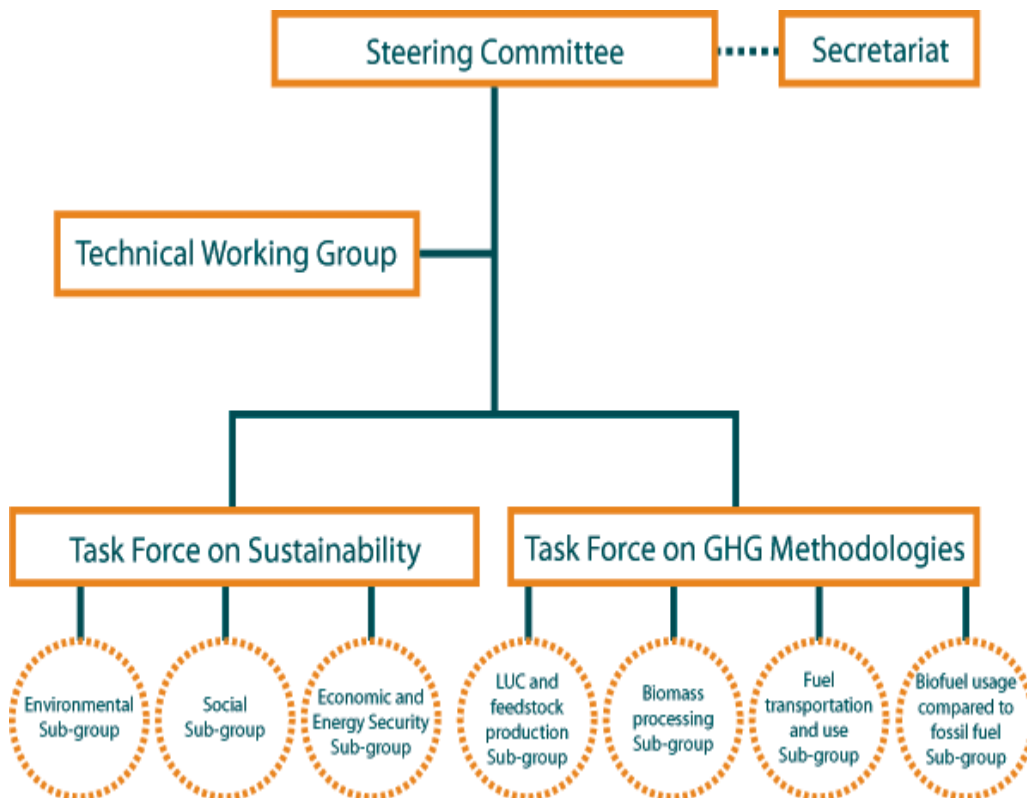 Steering Committee
Secretariat
Technical Working Group
Task Force on Sustainability
Task Force on GHG Methodologies
Environmental
Sub-group
Social
Sub-group
Economic and
Energy Security
Sub-group
LUC and
feedstock
production
Sub-group
Biomass
processing
Sub-group
Fuel
transportation
and use
Sub-group
Biofuel usage
compared to
fossil fuel
Sub-group